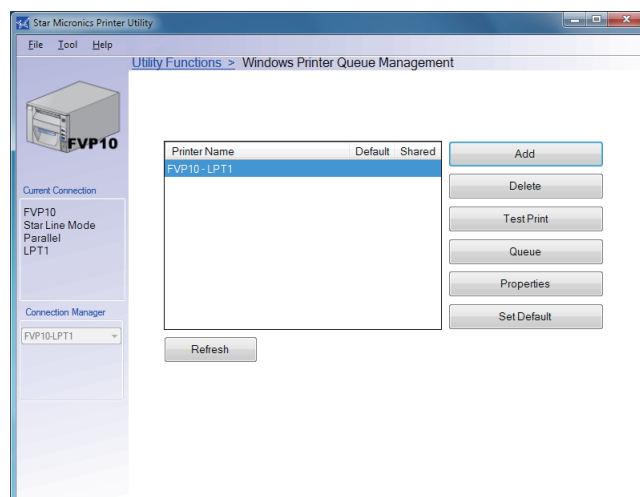 Star Micronics Printer Utility
File Tool Help
Utility Functions > Windows Printer Queue Management
FVP10
Printer Name Default Shared
FVP10 - LPT1
Add
Delete
Test Print
Queue
Properties
Set Default
Refresh
Current Connection
FVP10
Star Line Mode
Parallel
LPT1
Connection Manager
FVP10-LPT1